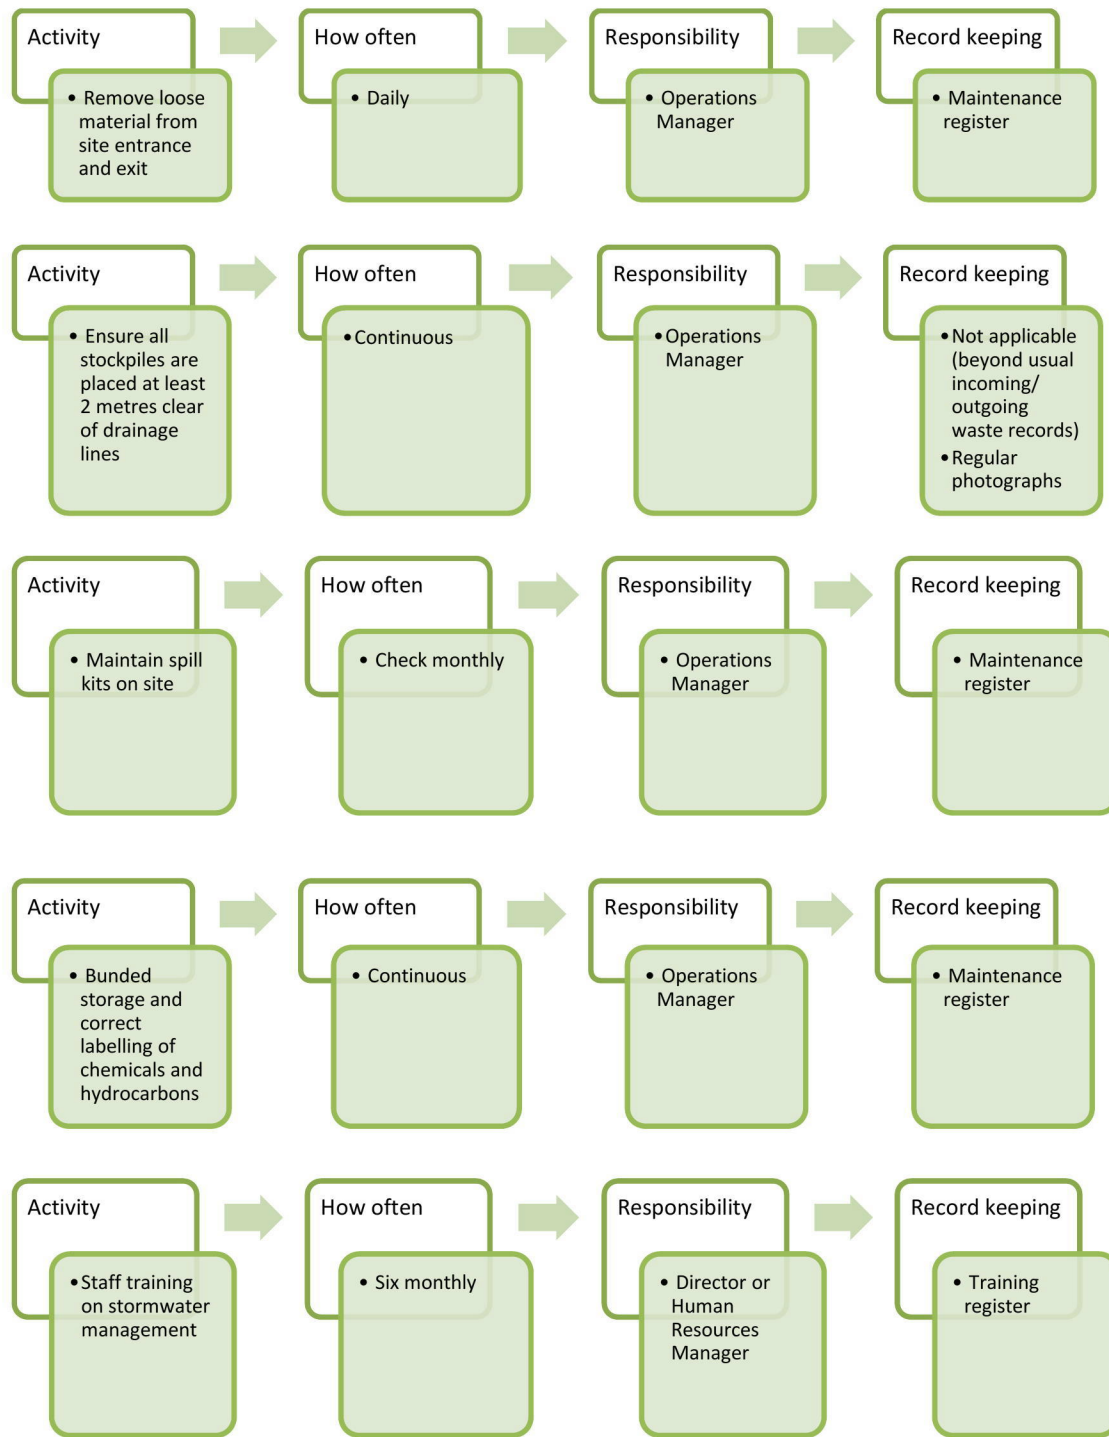 Activity
• Remove loose
material from
site entrance
and exit
How often
• Daily
Responsibility
• Operations
Manager
Record keeping
• Maintenance
register
Activity
• Ensure all
stockpiles are
placed at least
2 metres clear
of drainage
lines
How often
• Continuous
Responsibility
• Operations
Manager
Record keeping
• Not applicable
(beyond usual
incoming/
outgoing
waste records)
• Regular
photographs
Activity
• Maintain spill
kits on site
How often
• Check monthly
Responsibility
• Operations
Manager
Record keeping
• Maintenance
register
Activity
• Bunded
storage and
correct
labelling of
chemicals and
hydrocarbons
How often
• Continuous
Responsibility
• Operations
Manager
Record keeping
• Maintenance
register
Activity
• Staff training
on stormwater
management
How often
• Six monthly
Responsibility
• Director or
Human
Resources
Manager
Record keeping
• Training
register